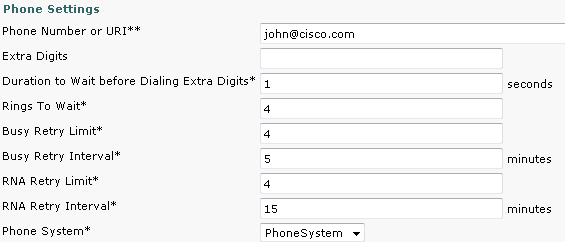 Phone Settings
Phone Number or URI** john@cisco.com
Extra Digits
Duration to Wait before Dialing Extra Digits* 1 seconds
Rings To Wait* 4
Busy Retry Limit* 4
Busy Retry Interval* 5 minutes
RNA Retry Limit* 4
RNA Retry Interval* 15 minutes
Phone System* PhoneSystem